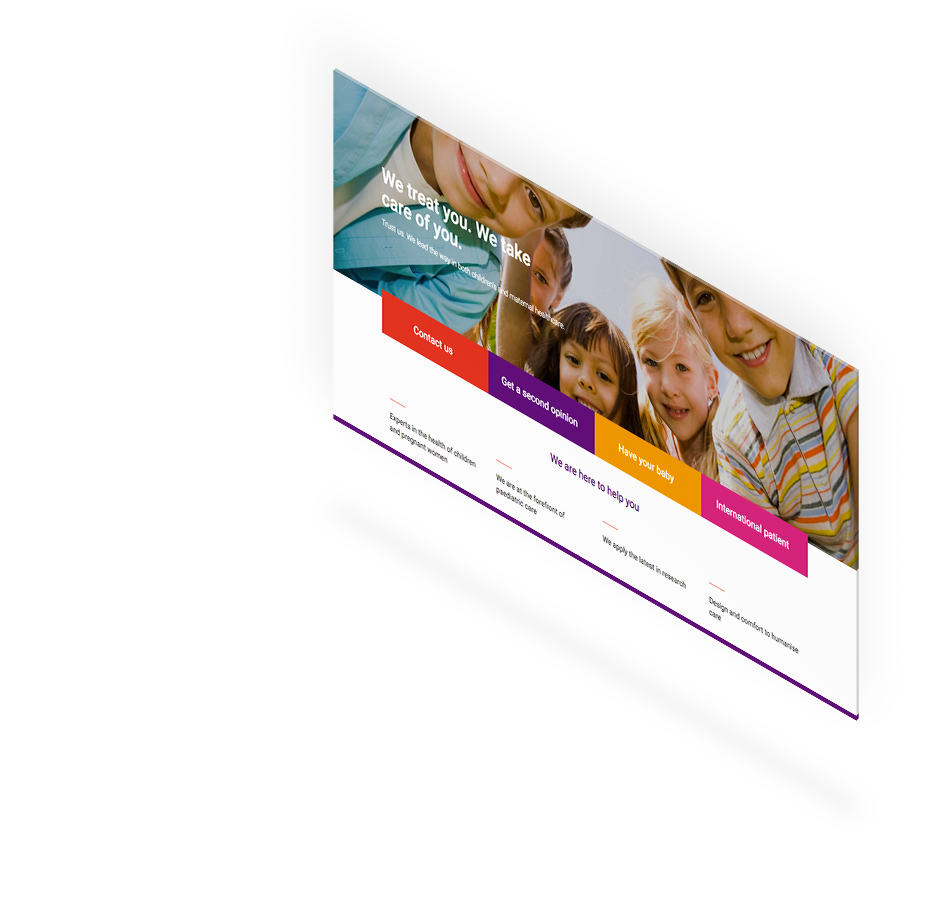 We treat you. We take
care of you.
Trust us. We lead the way in both children's and maternal healthcare.
Contact us
Get a second opinion
Have your baby
International patient
We are here to help you
Experts in the health of children
and pregnant women
We are at the forefront of
paediatric care
We apply the latest in research
Design and comfort to humanise
care